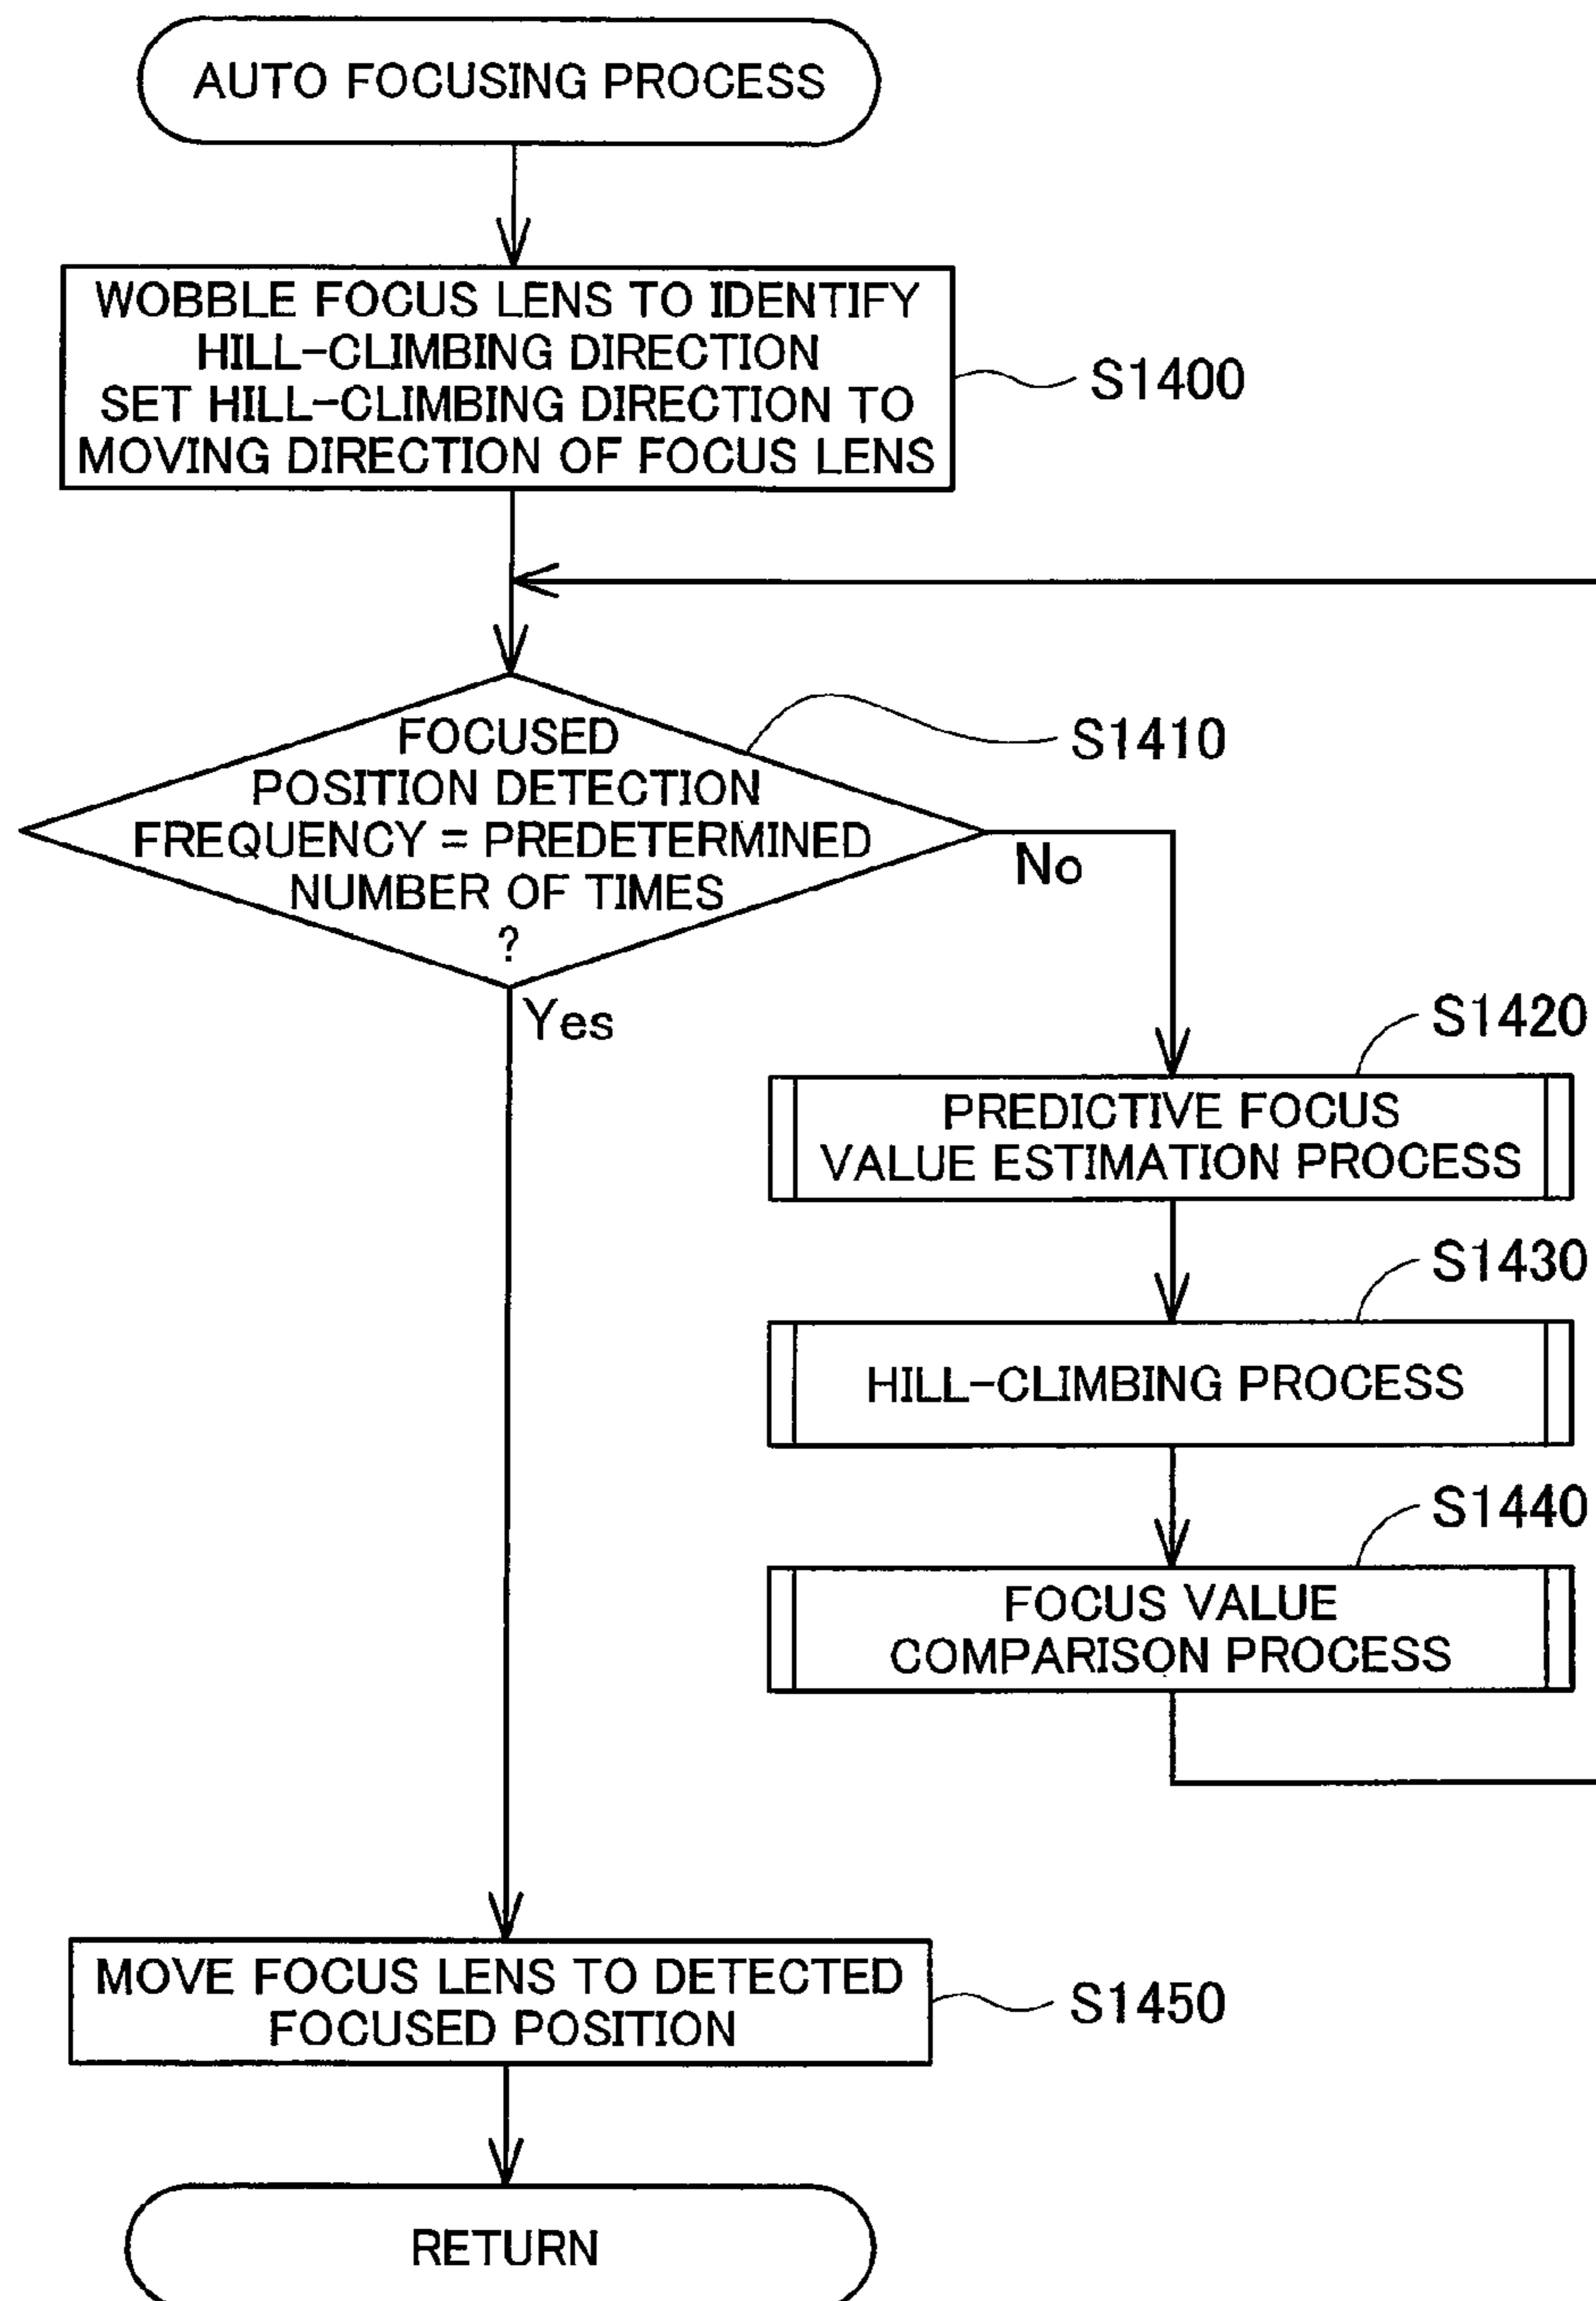 AUTO FOCUSING PROCESS
WOBBLE FOCUS LENS TO IDENTIFY
HILL-CLIMBING DIRECTION
SET HILL-CLIMBING DIRECTION TO
MOVING DIRECTION OF FOCUS LENS
S1400
FOCUSED
POSITION DETECTION
FREQUENCY = PREDETERMINED
NUMBER OF TIMES
?
S1410
No
Yes
S1420
PREDICTIVE FOCUS
VALUE ESTIMATION PROCESS
S1430
HILL-CLIMBING PROCESS
S1440
FOCUS VALUE
COMPARISON PROCESS
MOVE FOCUS LENS TO DETECTED
FOCUSED POSITION
S1450
RETURN